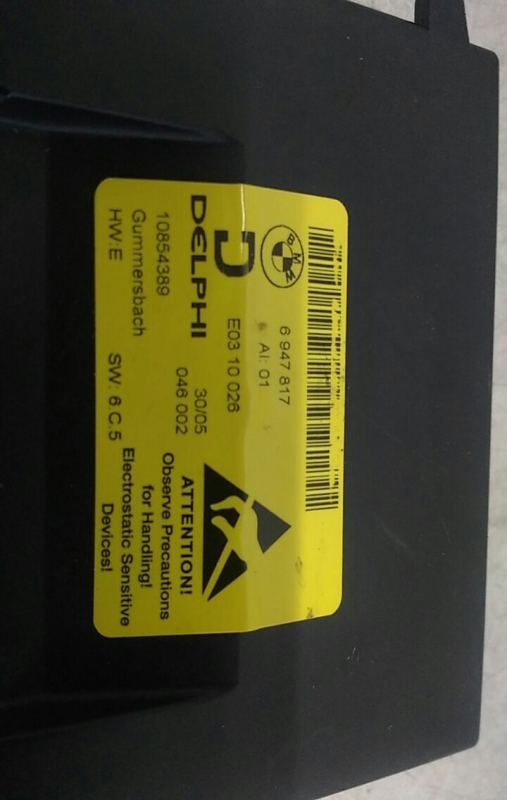 BMW
6 947 817
AI: 01
D
E03 10 026
DELPHI
30/05
10854389
046 002
Gummersbach
HW:E
SW: 6.C.5
ATTENTION!
Observe Precautions
for Handling!
Electrostatic Sensitive
Devices!